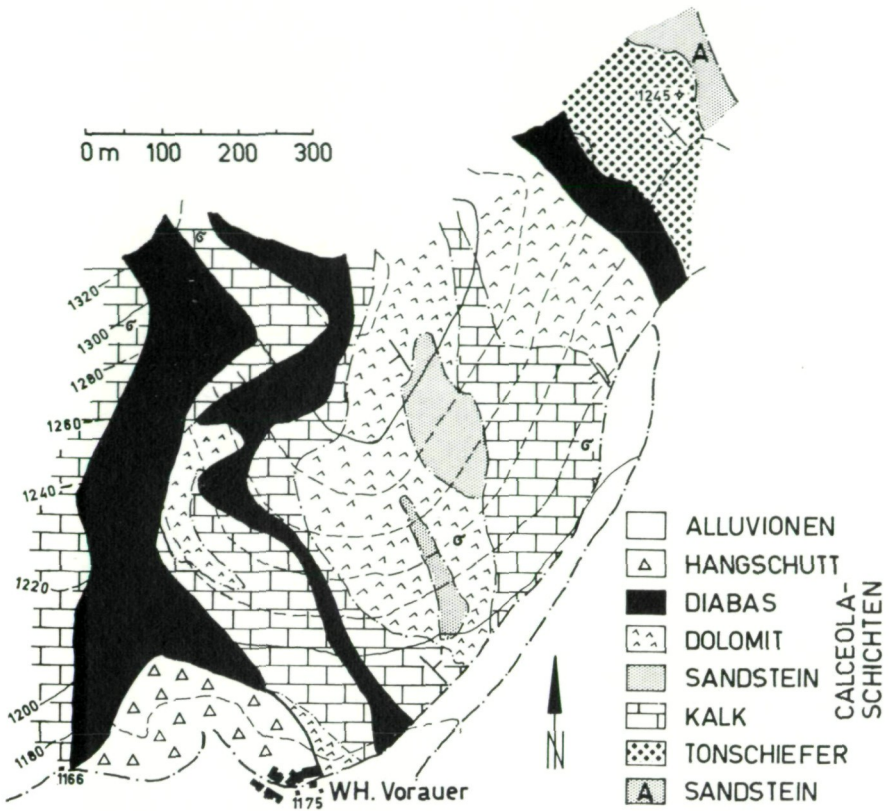 A
1245
0 m 100 200 300
1320
1300
1280
1260
1240
1220
1200
1180
1166
1175
WH. Vorauer
N
ALLUVIONEN
HANGSCHUTT
DIABAS
DOLOMIT
SANDSTEIN
KALK
TONSCHIEFER
A SANDSTEIN
CALCEOLA-
SCHICHTEN